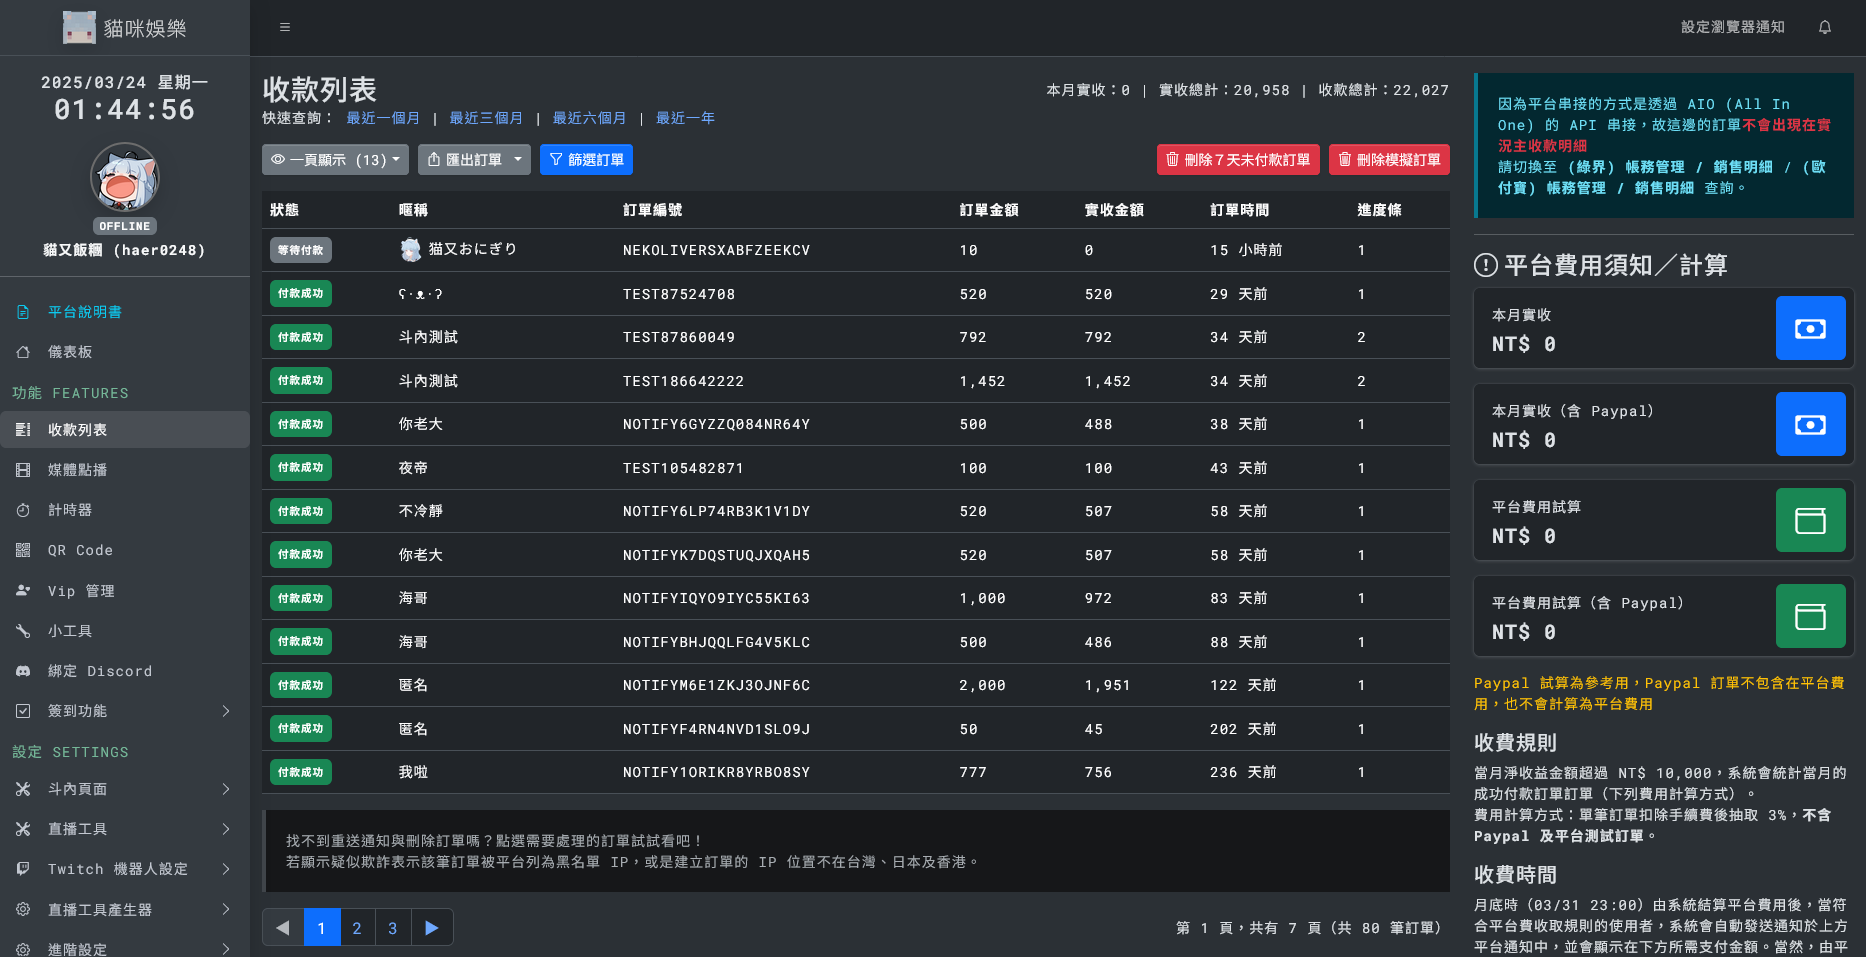 貓咪娛樂
2025/03/24 星期一
01:44:56
OFFLINE
貓又飯糰 (haer0248)
平台說明書
儀表板
功能 FEATURES
收款列表
媒體點播
計時器
QR Code
Vip 管理
小工具
綁定 Discord
簽到功能
設定 SETTINGS
斗內頁面
直播工具
Twitch 機器人設定
直播工具產生器
進階設定
設定瀏覽器通知
收款列表
本月實收：0 | 實收總計：20,958 | 收款總計：22,027
快速查詢： 最近一個月 | 最近三個月 | 最近六個月 | 最近一年
一頁顯示 (13) 匯出訂單 篩選訂單 刪除７天未付款訂單 刪除模擬訂單
狀態 暱稱 訂單編號 訂單金額 實收金額 訂單時間 進度條
等待付款 猫又おにぎり NEKOLIVERSXABFZEEKCV 10 0 15 小時前 1
付款成功 ʕ·ᴥ·ʔ TEST87524708 520 520 29 天前 1
付款成功 斗內測試 TEST87860049 792 792 34 天前 2
付款成功 斗內測試 TEST186642222 1,452 1,452 34 天前 2
付款成功 你老大 NOTIFY6GYZZQ084NR64Y 500 488 38 天前 1
付款成功 夜帝 TEST105482871 100 100 43 天前 1
付款成功 不冷靜 NOTIFY6LP74RB3K1V1DY 520 507 58 天前 1
付款成功 你老大 NOTIFYK7DQSTUQJXQAH5 520 507 58 天前 1
付款成功 海哥 NOTIFYIQYO9IYC55KI63 1,000 972 83 天前 1
付款成功 海哥 NOTIFYBHJQQLFG4V5KLC 500 486 88 天前 1
付款成功 匿名 NOTIFYM6E1ZKJ3OJNF6C 2,000 1,951 122 天前 1
付款成功 匿名 NOTIFYF4RN4NVD1SLO9J 50 45 202 天前 1
付款成功 我啦 NOTIFY1ORIKR8YRBO8SY 777 756 236 天前 1
找不到重送通知與刪除訂單嗎？點選需要處理的訂單試試看吧！
若顯示疑似欺詐表示該筆訂單被平台列為黑名單 IP，或是建立訂單的 IP 位置不在台灣、日本及香港。
1 2 3
第 1 頁，共有 7 頁（共 80 筆訂單）
因為平台串接的方式是透過 AIO (All In
One) 的 API 串接，故這邊的訂單不會出現在實
況主收款明細
請切換至 (綠界) 帳務管理 / 銷售明細 / (歐
付寶) 帳務管理 / 銷售明細 查詢。
平台費用須知／計算
本月實收
NT$ 0
本月實收（含 Paypal）
NT$ 0
平台費用試算
NT$ 0
平台費用試算（含 Paypal）
NT$ 0
Paypal 試算為參考用，Paypal 訂單不包含在平台費
用，也不會計算為平台費用
收費規則
當月淨收益金額超過 NT$ 10,000，系統會統計當月的
成功付款訂單訂單（下列費用計算方式）。
費用計算方式：單筆訂單扣除手續費後抽取 3%，不含
Paypal 及平台測試訂單。
收費時間
月底時（03/31 23:00）由系統結算平台費用後，當符
合平台費收取規則的使用者，系統會自動發送通知於上方
平台通知中，並會顯示在下方所需支付金額。當然，由平